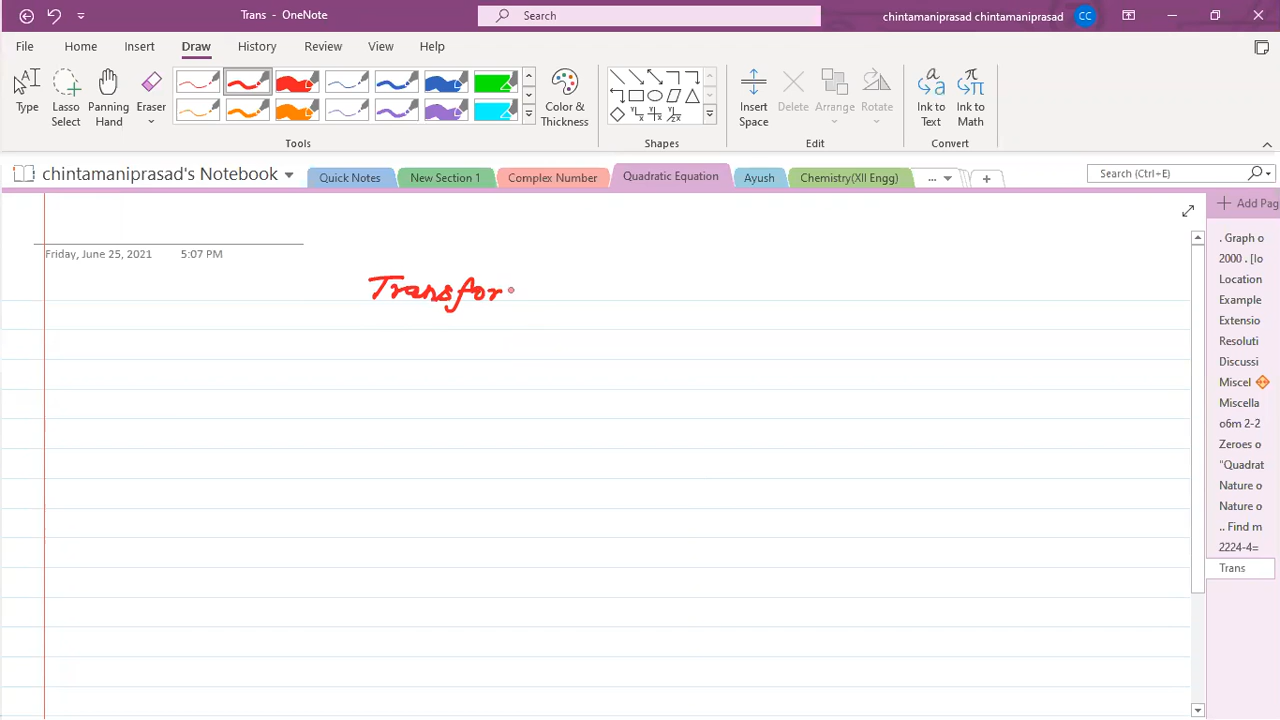 Trans - OneNote
Search
chintamaniprasad chintamaniprasad
CC
File
Home
Insert
Draw
History
Review
View
Help
Type
Lasso Select
Panning Hand
Eraser
Color & Thickness
Insert Space
Delete
Arrange
Rotate
Ink to Text
Ink to Math
Tools
Shapes
Edit
Convert
chintamaniprasad's Notebook
Quick Notes
New Section 1
Complex Number
Quadratic Equation
Ayush
Chemistry(XII Engg)
...
Search (Ctrl+E)
Add Pag
Friday, June 25, 2021
5:07 PM
Transfor
. Graph o
2000 . [lo
Location
Example
Extensio
Resoluti
Discussi
Miscel
Miscella
o6m 2-2
Zeroes o
"Quadrat
Nature o
Nature o
.. Find m
2224-4=
Trans